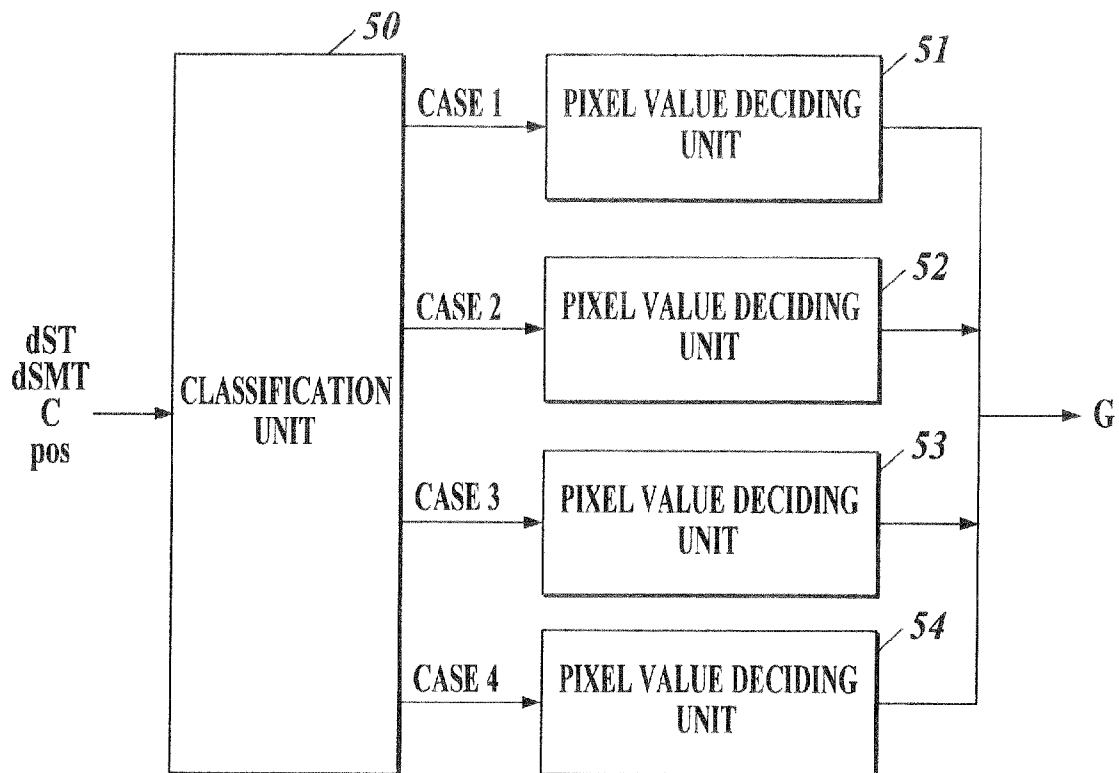 50
51
CASE 1
PIXEL VALUE DECIDING
UNIT
52
CASE 2
PIXEL VALUE DECIDING
UNIT
dST
dSMT
C
pos
CLASSIFICATION
UNIT
G
53
CASE 3
PIXEL VALUE DECIDING
UNIT
54
CASE 4
PIXEL VALUE DECIDING
UNIT